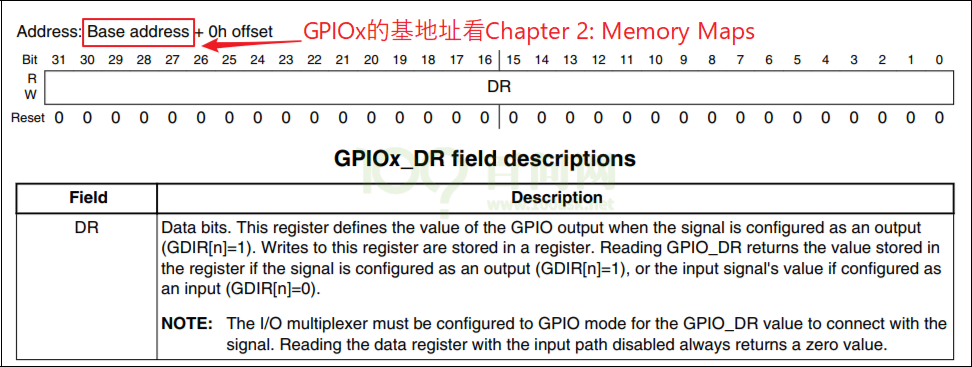 Address: Base address + 0h offset GPIOx的基地址看Chapter 2: Memory Maps
Bit 31 30 29 28 27 26 25 24 23 22 21 20 19 18 17 16 15 14 13 12 11 10 9 8 7 6 5 4 3 2 1 0
R
W DR
Reset 0 0 0 0 0 0 0 0 0 0 0 0 0 0 0 0 0 0 0 0 0 0 0 0 0 0 0 0 0 0 0 0
GPIOx_DR field descriptions
Field Description
DR Data bits. This register defines the value of the GPIO output when the signal is configured as an output
(GDIR[n]=1). Writes to this register are stored in a register. Reading GPIO_DR returns the value stored in
the register if the signal is configured as an output (GDIR[n]=1), or the input signal's value if configured as
an input (GDIR[n]=0).
NOTE: The I/O multiplexer must be configured to GPIO mode for the GPIO_DR value to connect with the
signal. Reading the data register with the input path disabled always returns a zero value.